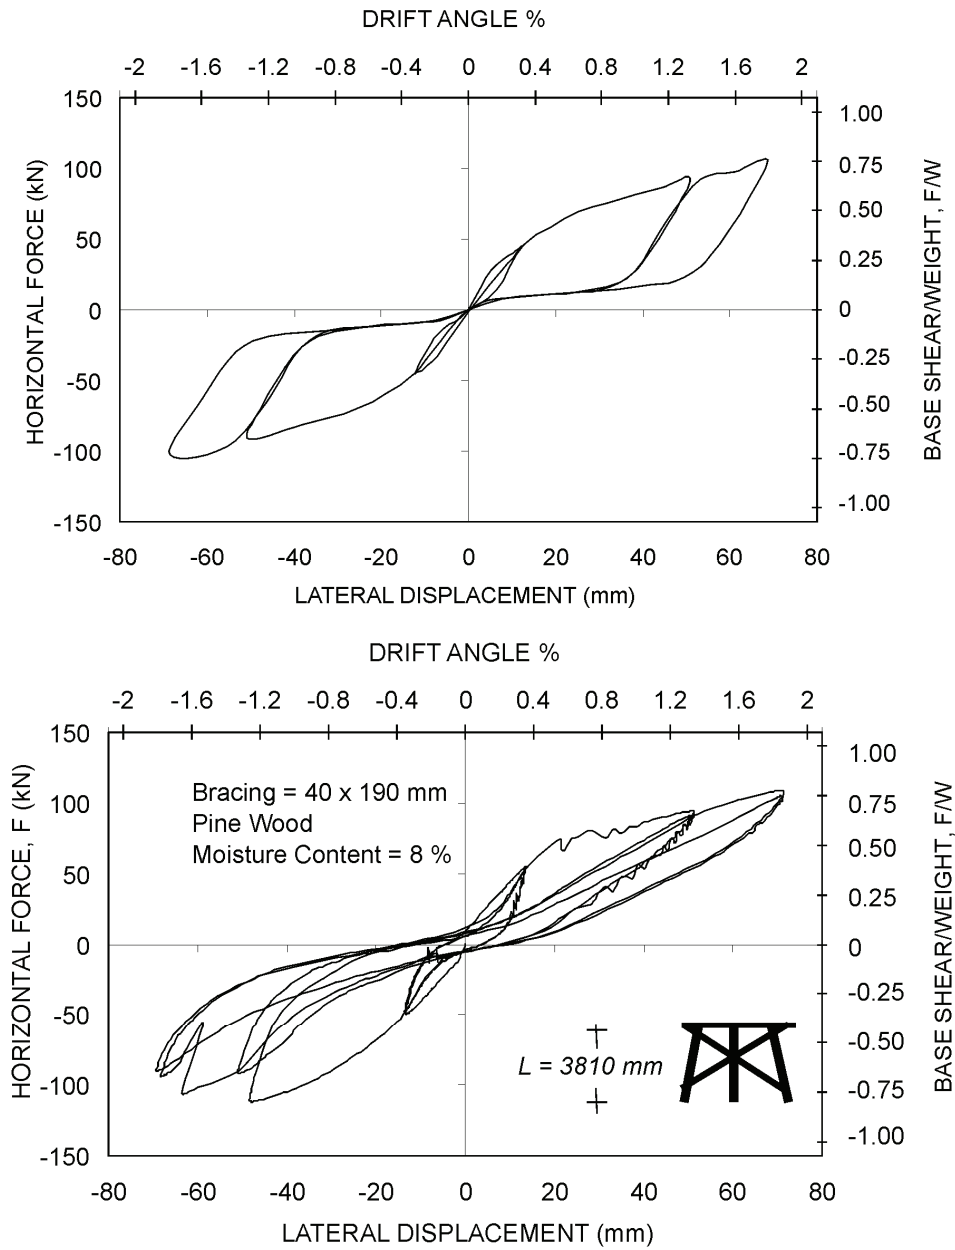 DRIFT ANGLE %
-2 -1.6 -1.2 -0.8 -0.4 0 0.4 0.8 1.2 1.6 2
150
100
50
0
-50
-100
-150
HORIZONTAL FORCE (kN)
1.00
0.75
0.50
0.25
0
-0.25
-0.50
-0.75
-1.00
BASE SHEAR/WEIGHT, F/W
-80 -60 -40 -20 0 20 40 60 80
LATERAL DISPLACEMENT (mm)
DRIFT ANGLE %
-2 -1.6 -1.2 -0.8 -0.4 0 0.4 0.8 1.2 1.6 2
150
100
50
0
-50
-100
-150
HORIZONTAL FORCE, F (kN)
Bracing = 40 x 190 mm
Pine Wood
Moisture Content = 8 %
L = 3810 mm
1.00
0.75
0.50
0.25
0
-0.25
-0.50
-0.75
-1.00
BASE SHEAR/WEIGHT, F/W
-80 -60 -40 -20 0 20 40 60 80
LATERAL DISPLACEMENT (mm)